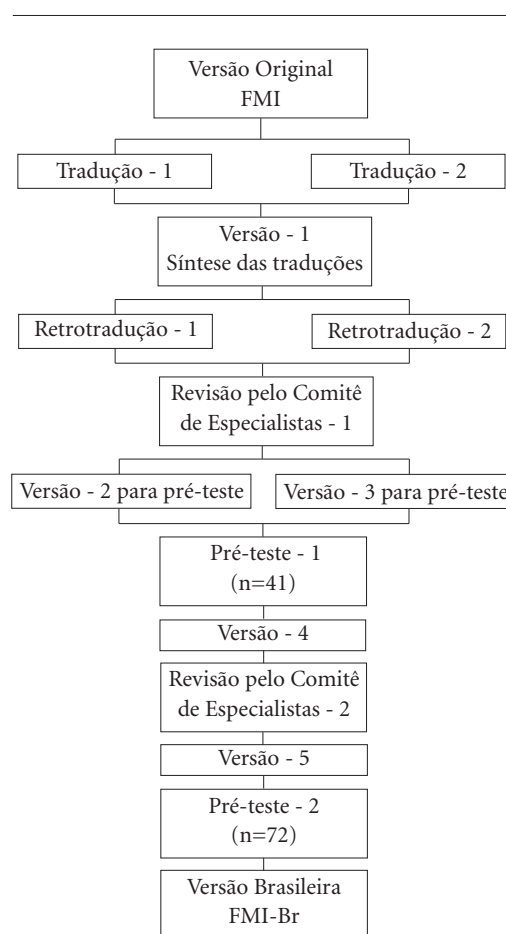 Versão Original
FMI
Tradução - 1
Tradução - 2
Versão - 1
Síntese das traduções
Retrotradução - 1
Retrotradução - 2
Revisão pelo Comitê
de Especialistas - 1
Versão - 2 para pré-teste
Versão - 3 para pré-teste
Pré-teste - 1
(n=41)
Versão - 4
Revisão pelo Comitê
de Especialistas - 2
Versão - 5
Pré-teste - 2
(n=72)
Versão Brasileira
FMI-Br